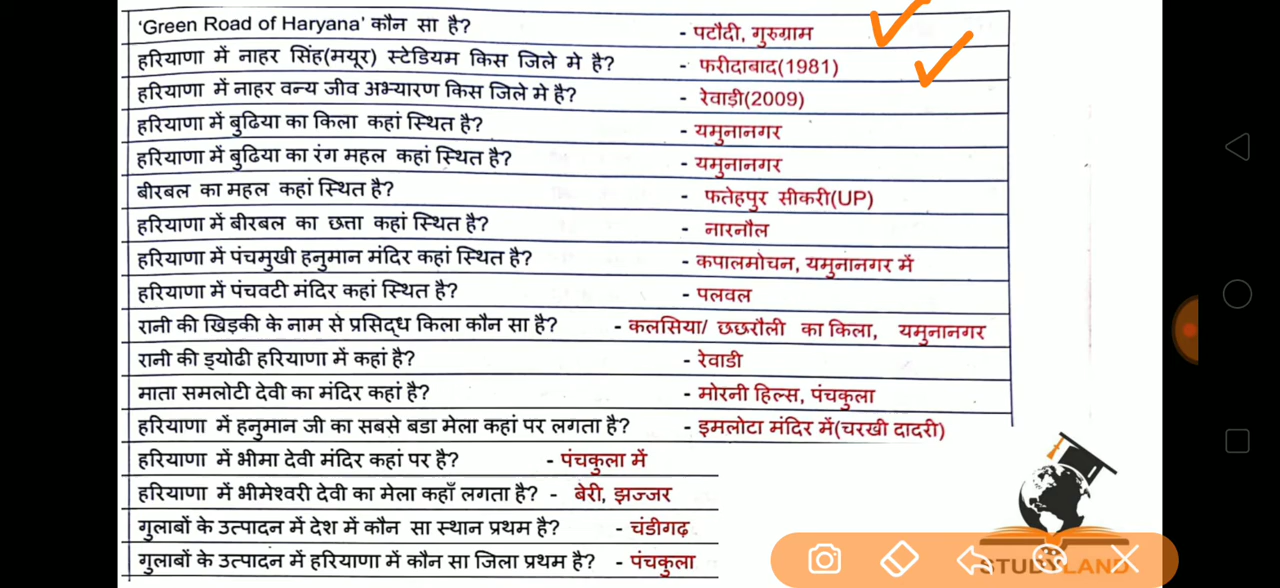 'Green Road of Haryana' कौन सा है? - पटौदी, गुरुग्राम
हरियाणा में नाहर सिंह(मयूर) स्टेडियम किस जिले मे है? - फरीदाबाद(1981)
हरियाणा में नाहर वन्य जीव अभ्यारण किस जिले मे है? - रेवाड़ी(2009)
हरियाणा में बुढिया का किला कहां स्थित है? - यमुनानगर
हरियाणा में बुढिया का रंग महल कहां स्थित है? - यमुनानगर
बीरबल का महल कहां स्थित है? - फतेहपुर सीकरी(UP)
हरियाणा में बीरबल का छत्ता कहां स्थित है? - नारनौल
हरियाणा में पंचमुखी हनुमान मंदिर कहां स्थित है? - कपालमोचन, यमुनानगर में
हरियाणा में पंचवटी मंदिर कहां स्थित है? - पलवल
रानी की खिड़की के नाम से प्रसिद्ध किला कौन सा है? - कलसिया/ छछरौली का किला, यमुनानगर
रानी की ड्योढी हरियाणा में कहां है? - रेवाडी
माता समलोटी देवी का मंदिर कहां है? - मोरनी हिल्स, पंचकुला
हरियाणा में हनुमान जी का सबसे बडा मेला कहां पर लगता है? - इमलोटा मंदिर में(चरखी दादरी)
हरियाणा में भीमा देवी मंदिर कहां पर है? - पंचकुला में
हरियाणा में भीमेश्वरी देवी का मेला कहाँ लगता है? - बेरी, झज्जर
गुलाबों के उत्पादन में देश में कौन सा स्थान प्रथम है? - चंडीगढ़
गुलाबों के उत्पादन में हरियाणा में कौन सा जिला प्रथम है? - पंचकुला
STUDYLAND